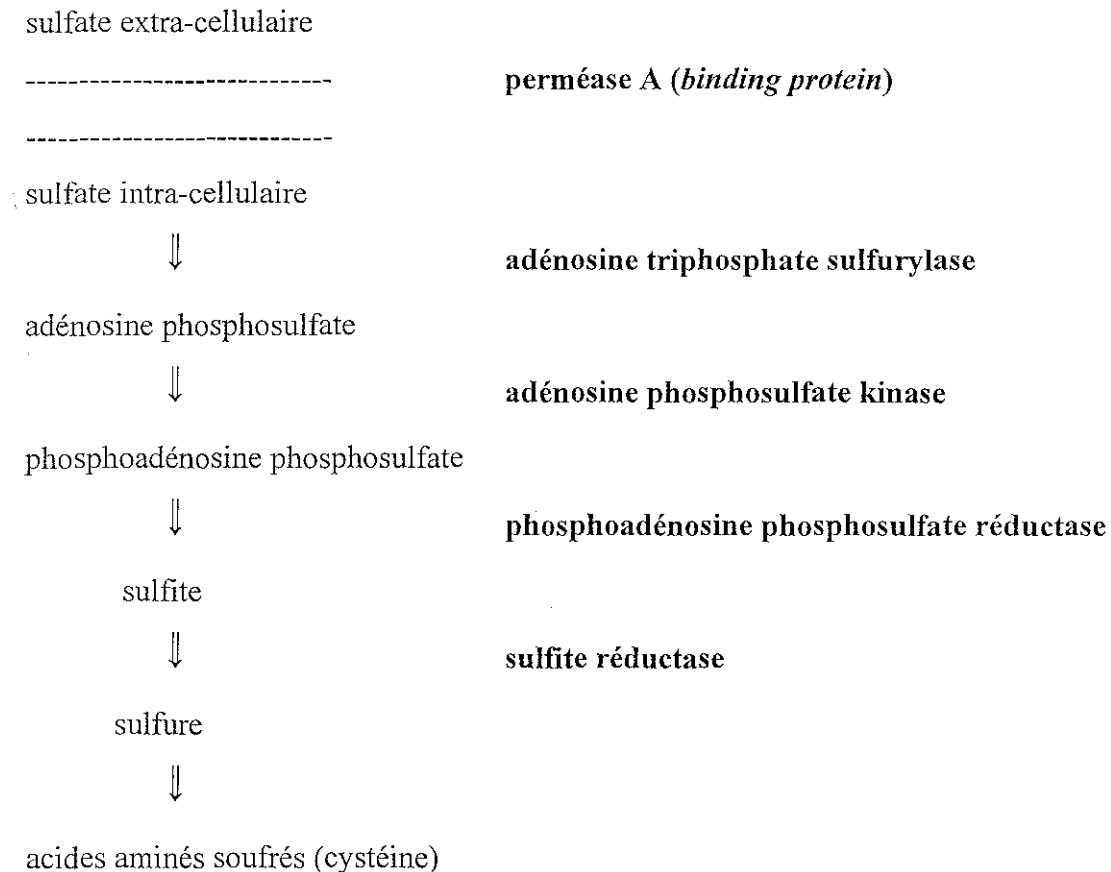 sulfate extra-cellulaire
----------------------------- perméase A (binding protein)
-----------------------------
sulfate intra-cellulaire
⇓ adénosine triphosphate sulfurylase
adénosine phosphosulfate
⇓ adénosine phosphosulfate kinase
phosphoadénosine phosphosulfate
⇓ phosphoadénosine phosphosulfate réductase
sulfite
⇓ sulfite réductase
sulfure
⇓
acides aminés soufrés (cystéine)